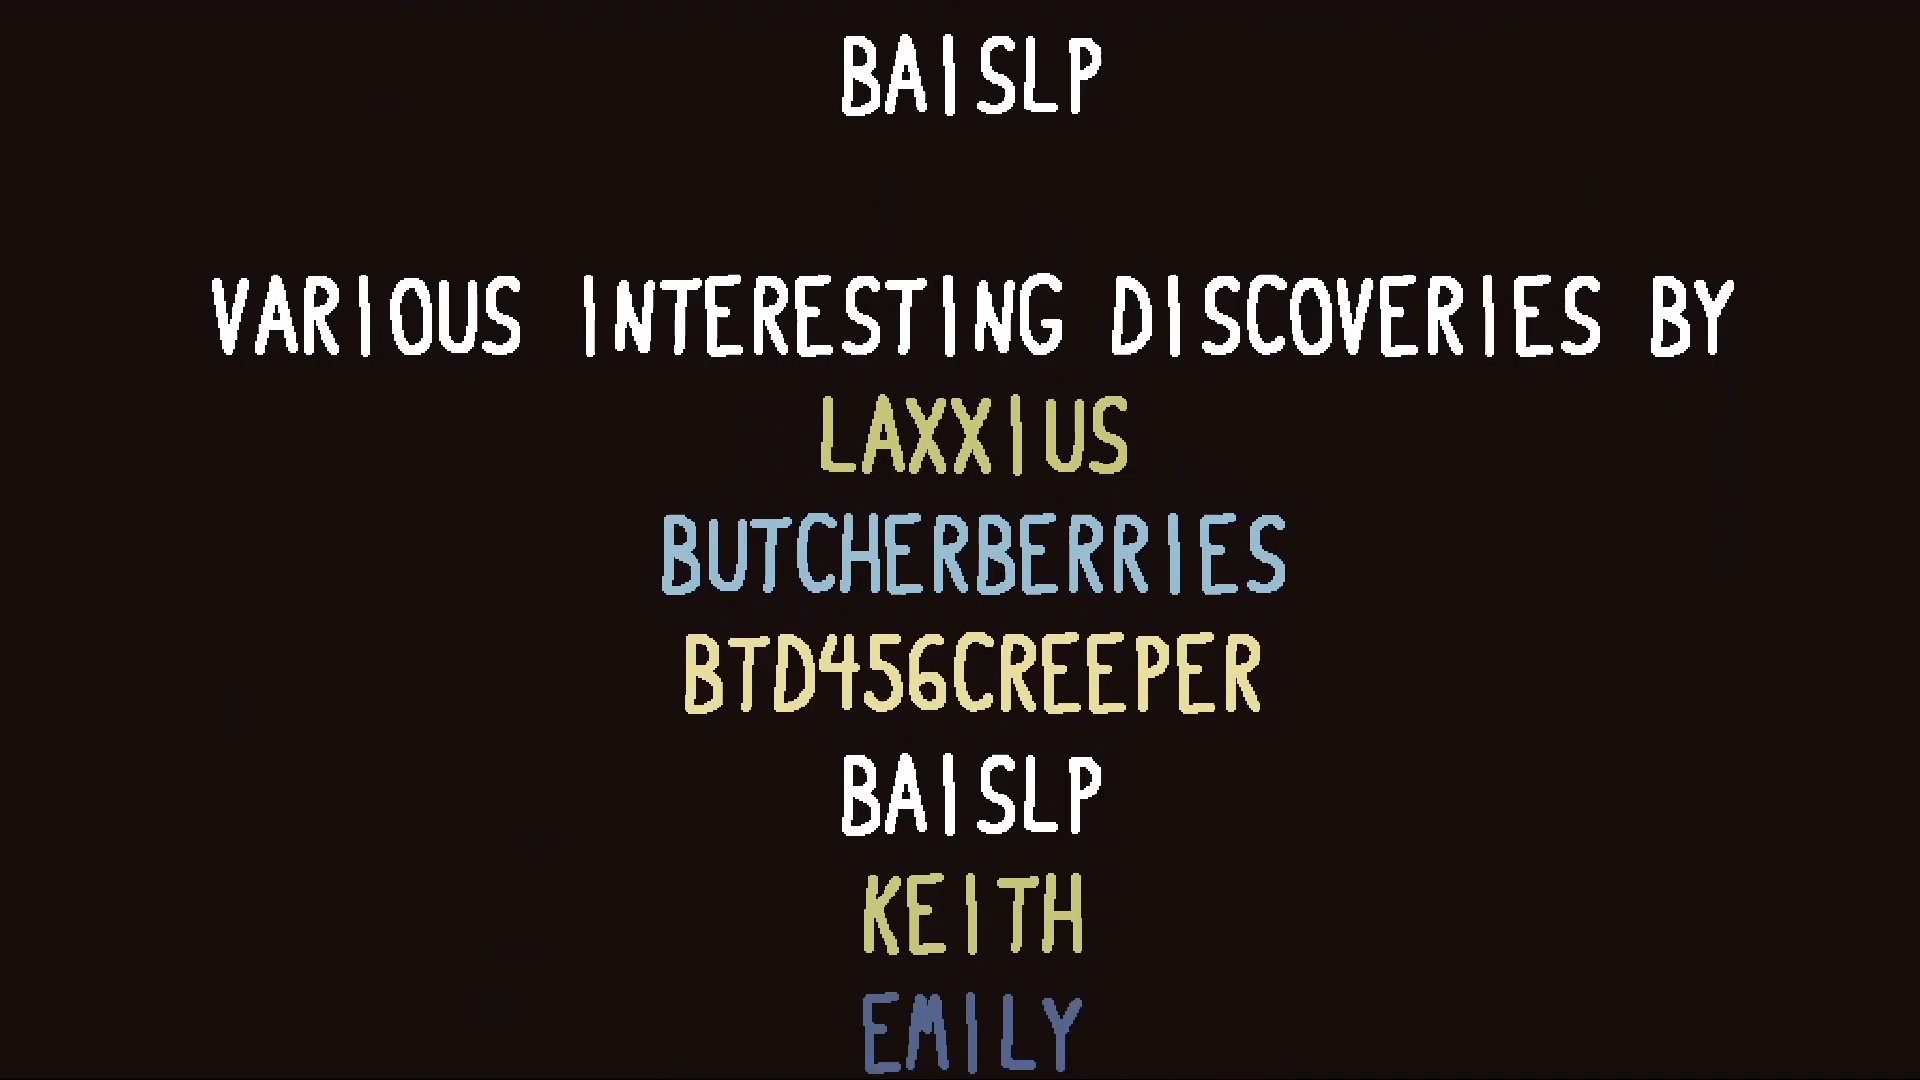 BAISLP
VARIOUS INTERESTING DISCOVERIES BY
LAXXIUS
BUTCHERBERRIES
BTD456CREEPER
BAISLP
KEITH
EMILY